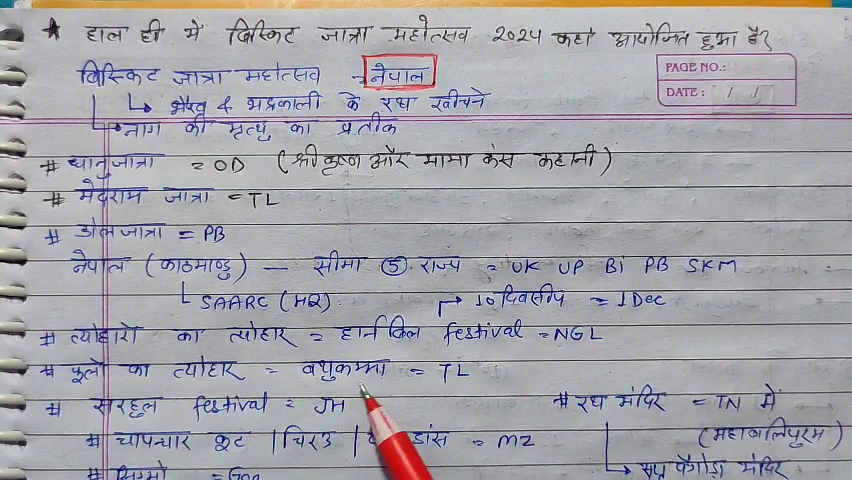 * हाल ही में बिस्किट जात्रा महोत्सव 2024 कहां आयोजित हुआ है?
बिस्किट जात्रा महोत्सव → नेपाल
PAGE NO.:
DATE: / /
↳ भैरव & भद्रकाली के रथ खींचने
↳ नाग की मृत्यु का प्रतीक
# धानुजात्रा = OD (श्री कृष्ण और मामा कंस कहानी)
# मेदाराम जात्रा = TL
# डोलजात्रा = PB
नेपाल (काठमाण्डु) — सीमा ⑤ राज्य = UK UP Bi PB SKM
SAARC (HQ) → 10 दिवसीय = 1 Dec
# त्योहारो का त्योहार = हार्नबिल festival = NGL
# फूलो का त्योहार = बथुकम्मा = TL
# सरहुल festival = JH
# रथ मंदिर = TN में
(महाबलिपुरम)
# चापचार कूट | चिरउ | डांस = MZ
↳ सप्त पैगोडा मंदिर
# सिग्मो = Goa